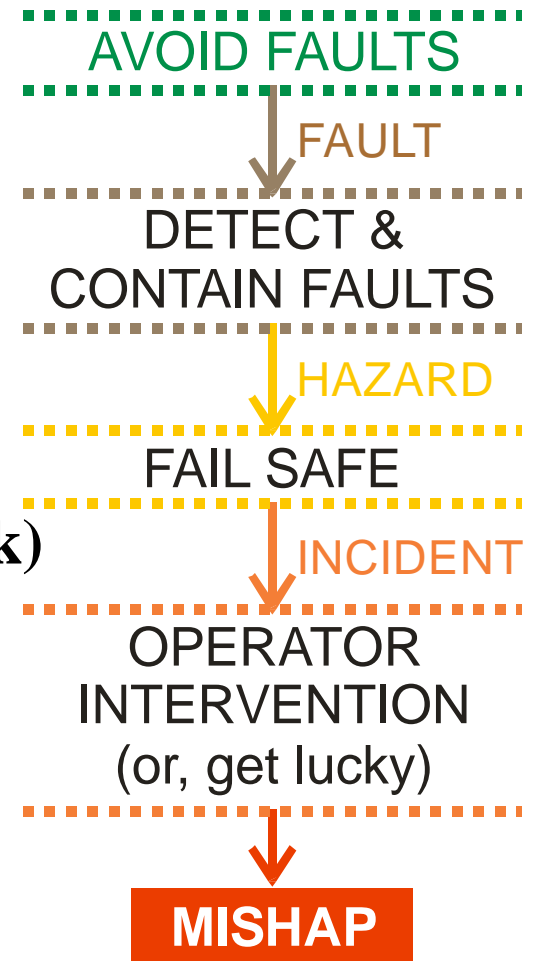 AVOID FAULTS
FAULT
DETECT &
CONTAIN FAULTS
HAZARD
FAIL SAFE
k)
INCIDENT
OPERATOR
INTERVENTION
(or, get lucky)
MISHAP